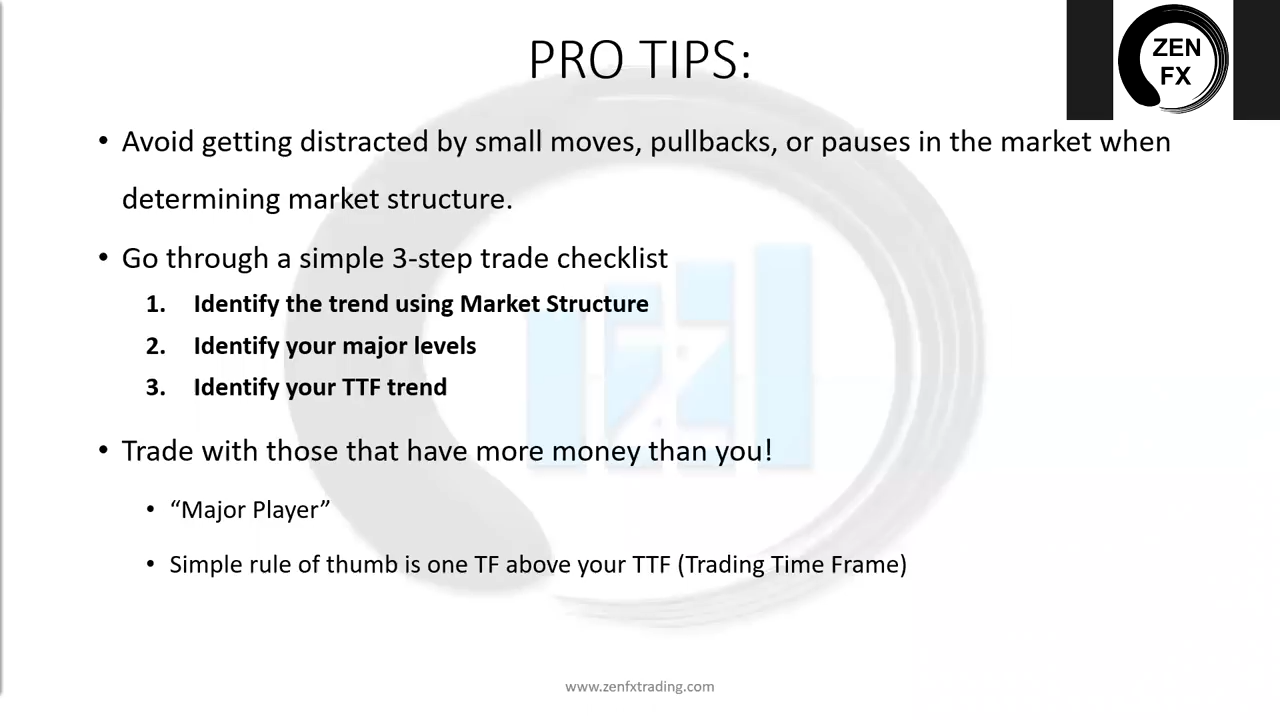 PRO TIPS:
ZEN
FX
• Avoid getting distracted by small moves, pullbacks, or pauses in the market when
determining market structure.
• Go through a simple 3-step trade checklist
1. Identify the trend using Market Structure
2. Identify your major levels
3. Identify your TTF trend
• Trade with those that have more money than you!
• “Major Player”
• Simple rule of thumb is one TF above your TTF (Trading Time Frame)
www.zenfxtrading.com